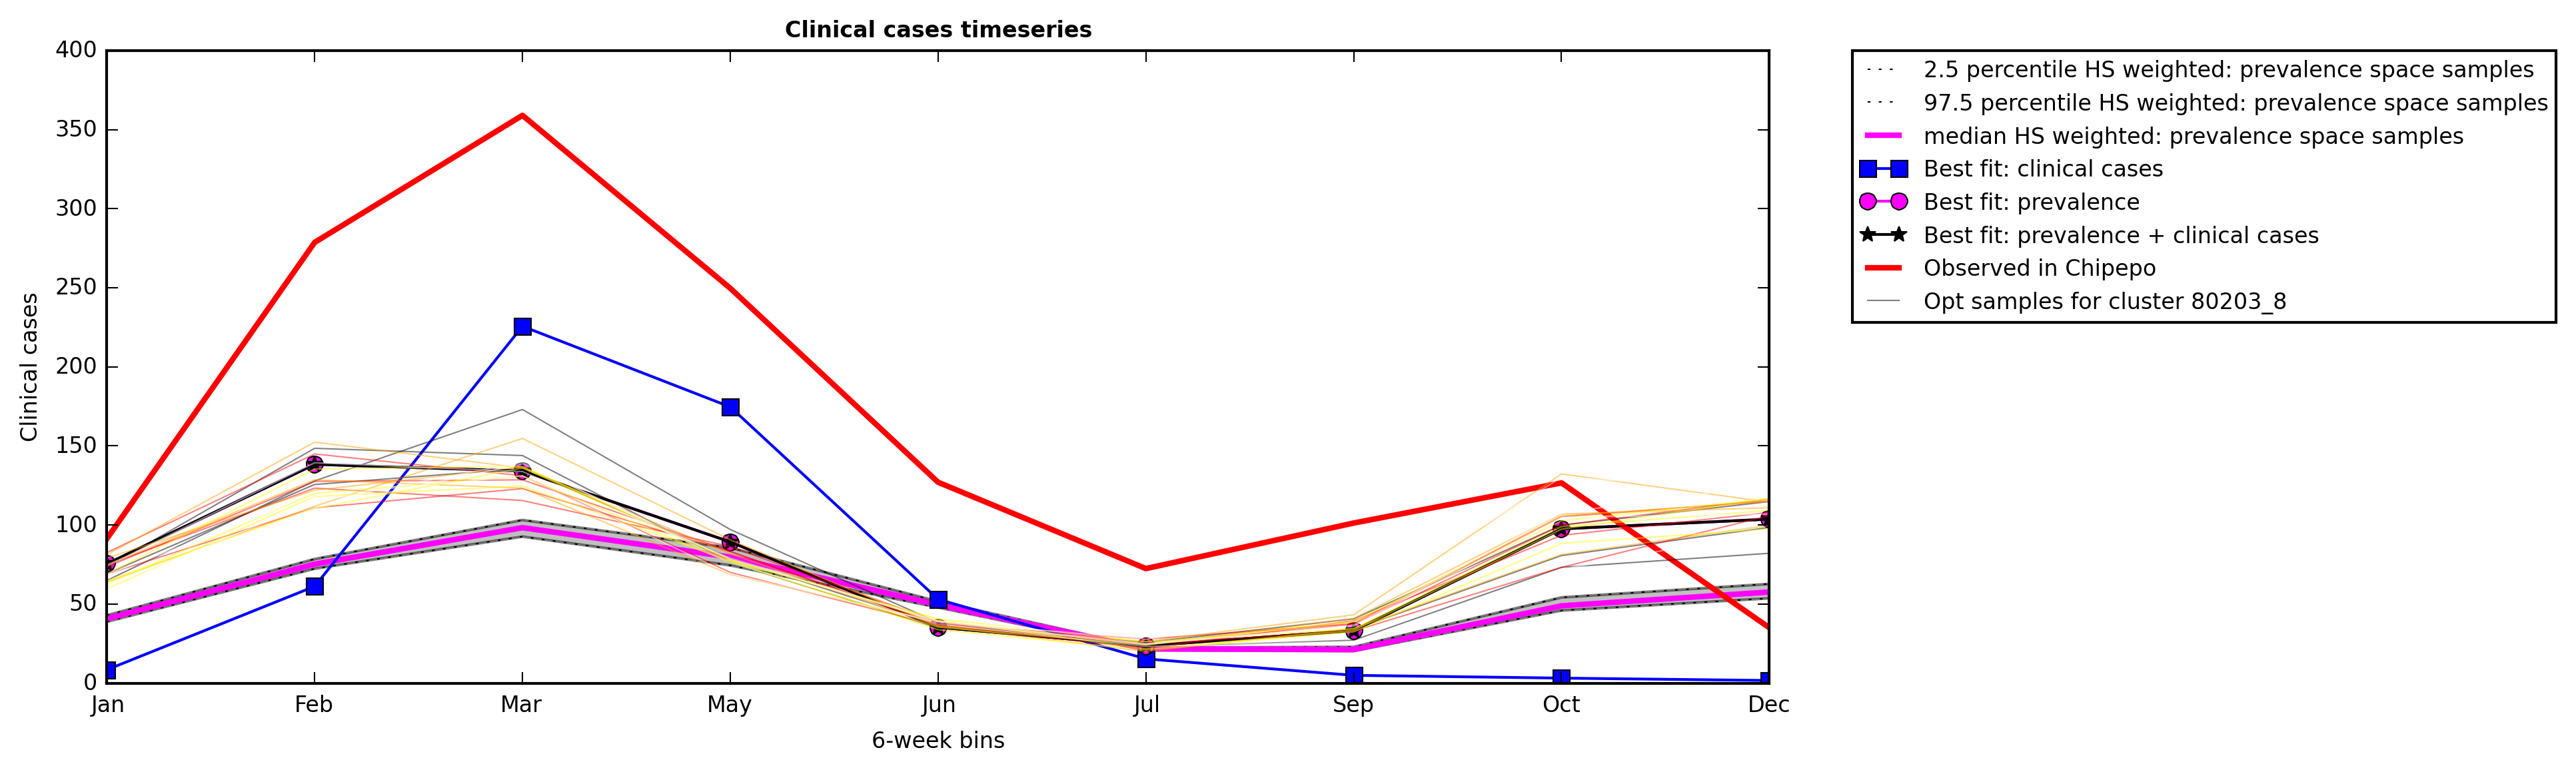 Clinical cases timeseries
400
350
300
250
200
150
100
50
0
Clinical cases
Jan Feb Mar May Jun Jul Sep Oct Dec
6-week bins
2.5 percentile HS weighted: prevalence space samples
97.5 percentile HS weighted: prevalence space samples
median HS weighted: prevalence space samples
Best fit: clinical cases
Best fit: prevalence
Best fit: prevalence + clinical cases
Observed in Chipepo
Opt samples for cluster 80203_8